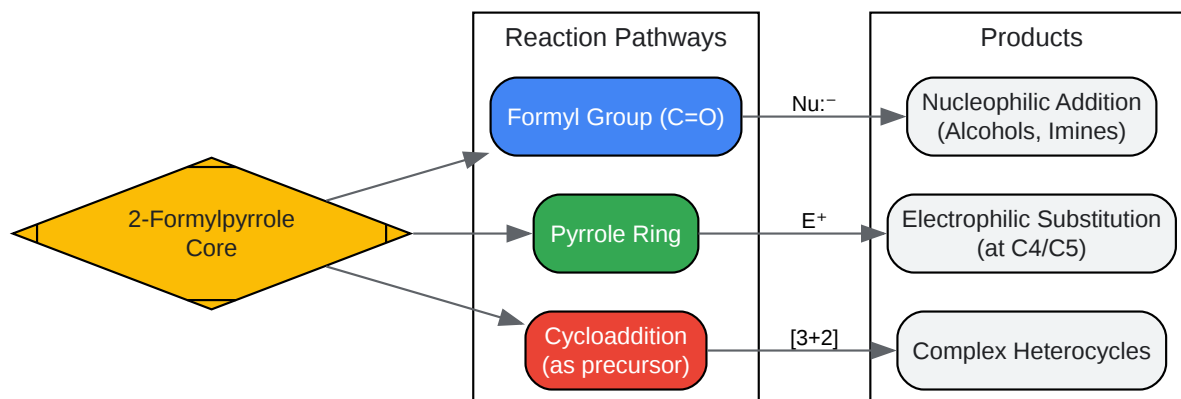 Reaction Pathways
Products
2-Formylpyrrole
Core
Formyl Group (C=O)
Nu:⁻
Nucleophilic Addition
(Alcohols, Imines)
Pyrrole Ring
E⁺
Electrophilic Substitution
(at C4/C5)
Cycloaddition
(as precursor)
[3+2]
Complex Heterocycles